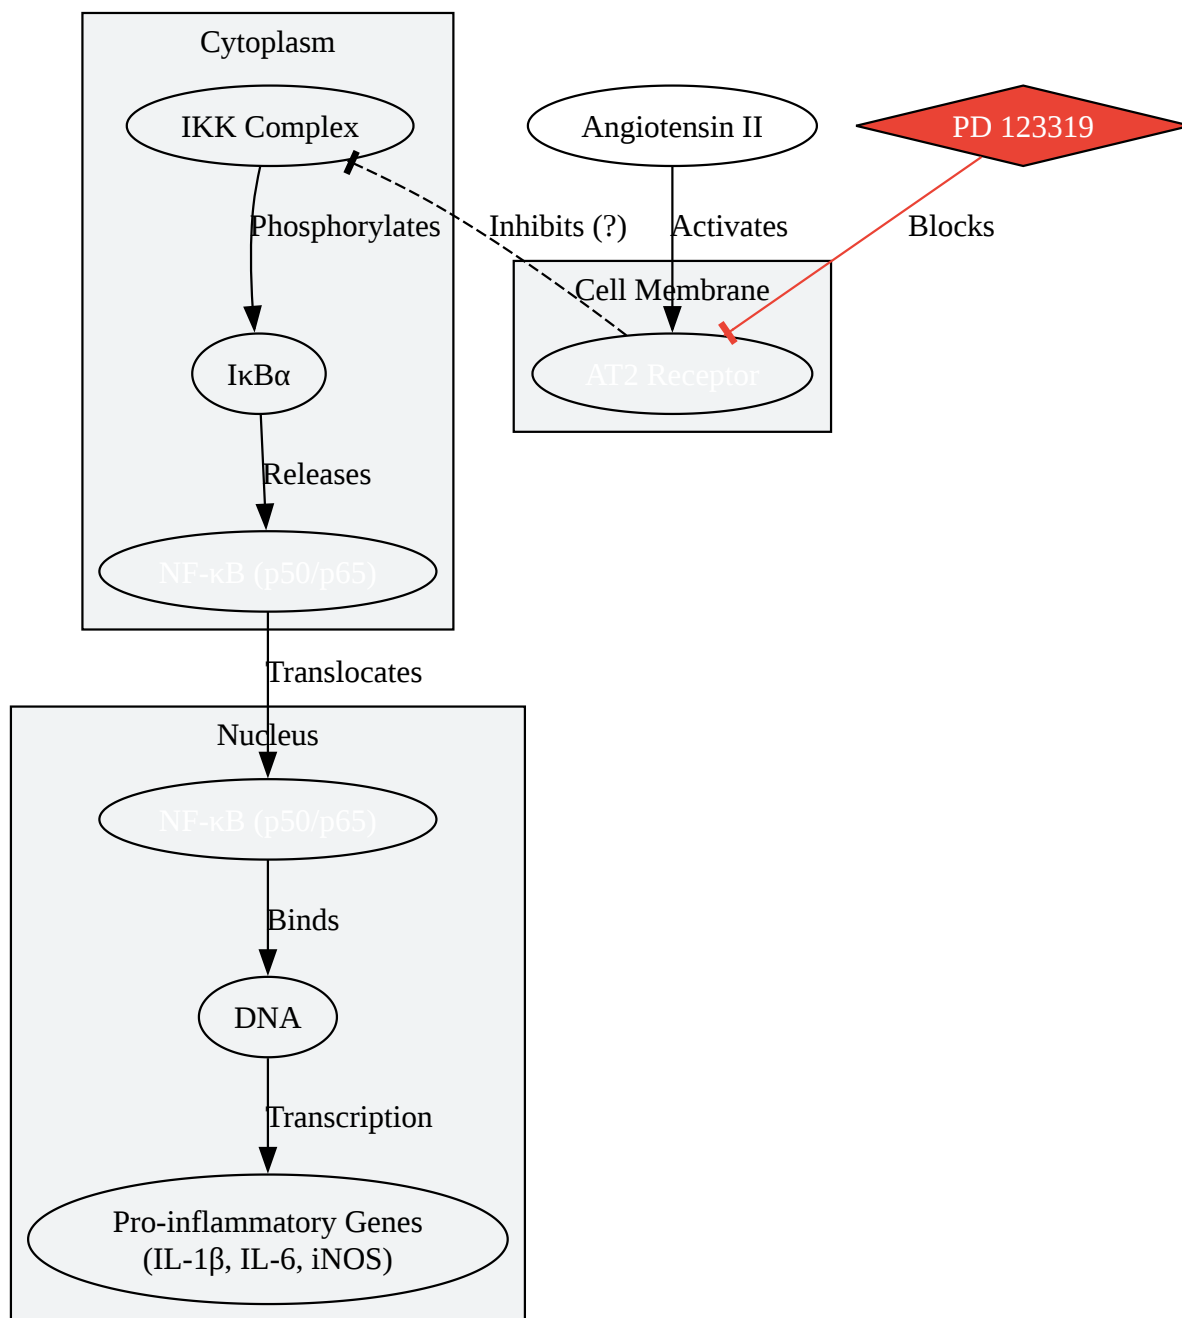 Cytoplasm
IKK Complex
Angiotensin II
PD 123319
Phosphorylates
Inhibits (?)
Activates
Blocks
Cell Membrane
IκBα
AT2 Receptor
Releases
NF-κB (p50/p65)
Translocates
Nucleus
NF-κB (p50/p65)
Binds
DNA
Transcription
Pro-inflammatory Genes
(IL-1β, IL-6, iNOS)